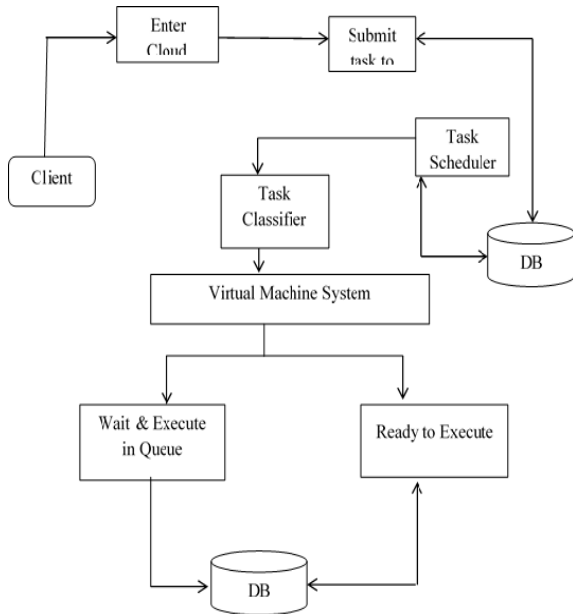 Enter
Cloud
Submit
task to
Task
Scheduler
Client
Task
Classifier
DB
Virtual Machine System
Wait & Execute
in Queue
Ready to Execute
DB